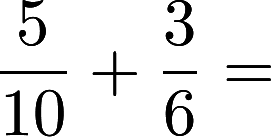 5/10 + 3/6 =